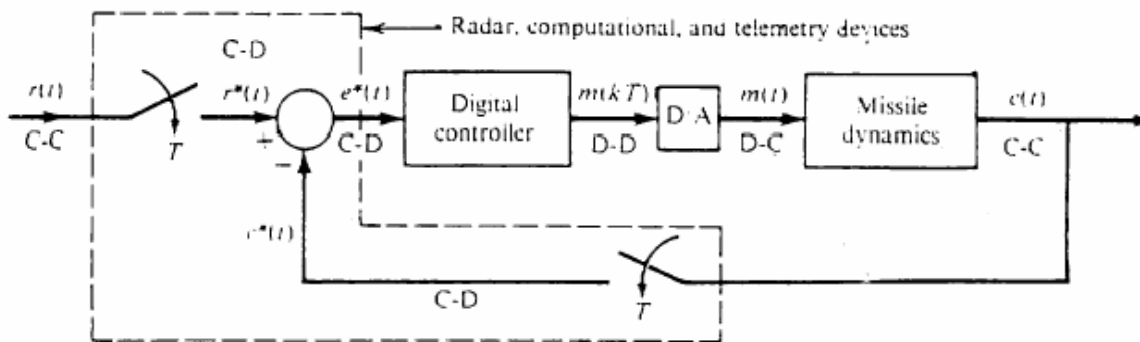 Radar, computational, and telemetry devices
C-D
r(t)
C-C
T
r*(t)
+
−
e*(t)
C-D
Digital
controller
m(kT)
D-D
D/A
m(t)
D-C
Missile
dynamics
c(t)
C-C
c*(t)
C-D
T